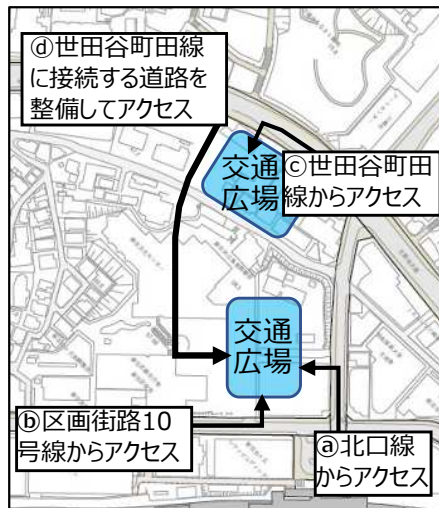 ⓓ世田谷町田線
に接続する道路を
整備してアクセス
交通
広場
ⓒ世田谷町田
線からアクセス
交通
広場
ⓑ区画街路10
号線からアクセス
ⓐ北口線
からアクセス